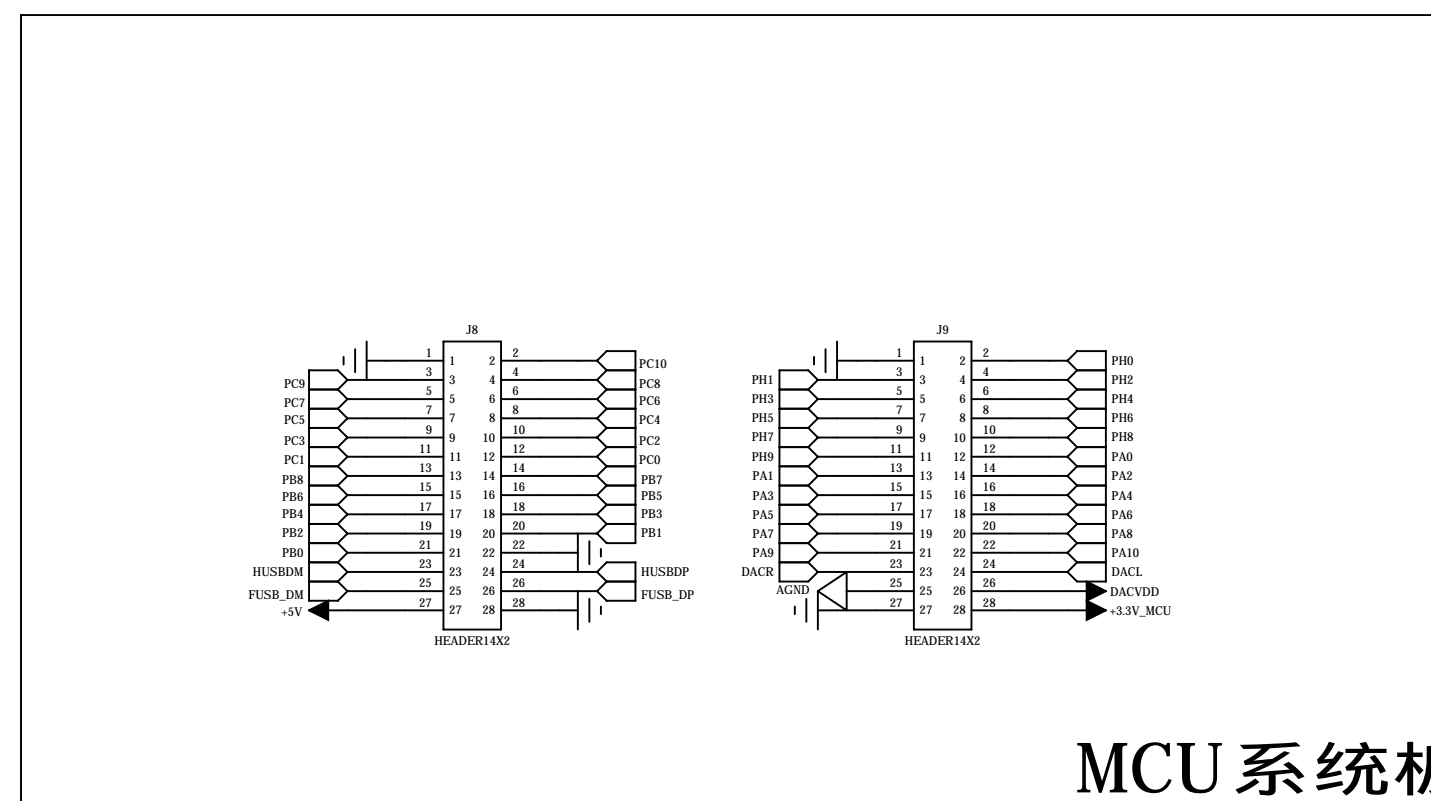 J8
1 1 2 2 PC10
PC9 3 3 4 4 PC8
PC7 5 5 6 6 PC6
PC5 7 7 8 8 PC4
PC3 9 9 10 10 PC2
PC1 11 11 12 12 PC0
PB8 13 13 14 14 PB7
PB6 15 15 16 16 PB5
PB4 17 17 18 18 PB3
PB2 19 19 20 20 PB1
PB0 21 21 22 22
HUSBDM 23 23 24 24 HUSBDP
FUSB_DM 25 25 26 26 FUSB_DP
+5V 27 27 28 28
HEADER14X2
J9
1 1 2 2 PH0
PH1 3 3 4 4 PH2
PH3 5 5 6 6 PH4
PH5 7 7 8 8 PH6
PH7 9 9 10 10 PH8
PH9 11 11 12 12 PA0
PA1 13 13 14 14 PA2
PA3 15 15 16 16 PA4
PA5 17 17 18 18 PA6
PA7 19 19 20 20 PA8
PA9 21 21 22 22 PA10
DACR 23 23 24 24 DACL
AGND 25 25 26 26 DACVDD
27 27 28 28 +3.3V_MCU
HEADER14X2
MCU系统